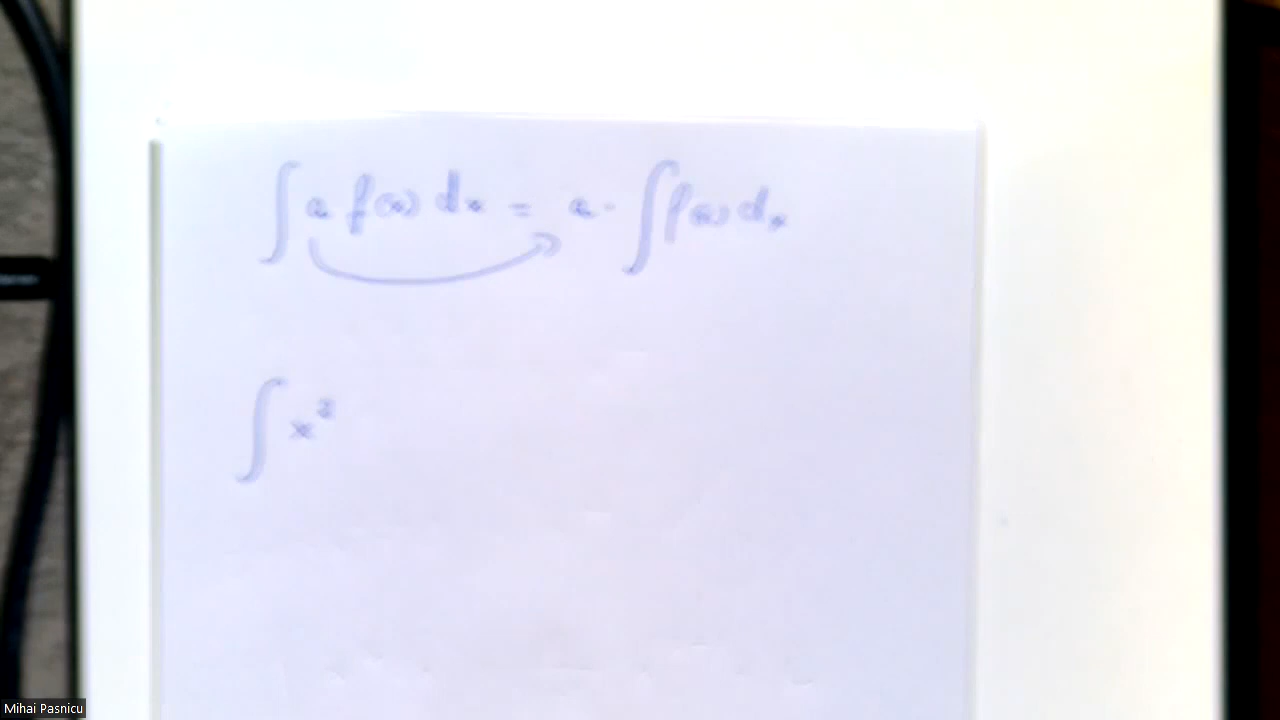 ∫ a f(x) dx = a · ∫ f(x) dx
∫ x²
Mihai Pasnicu